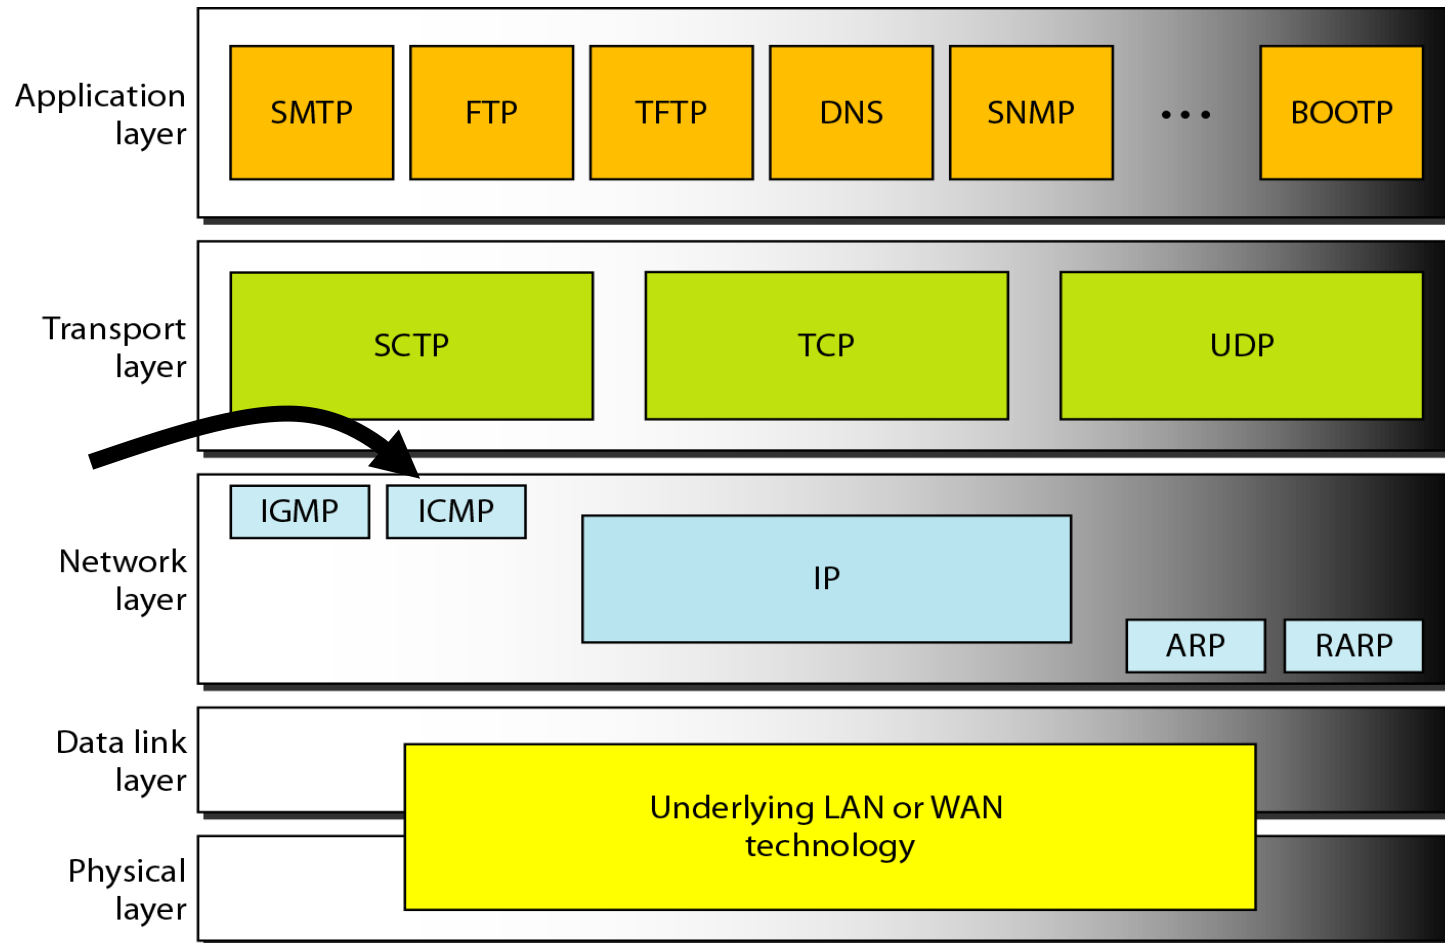 Application
layer
SMTP
FTP
TFTP
DNS
SNMP
...
BOOTP
Transport
layer
SCTP
TCP
UDP
Network
layer
IGMP
ICMP
IP
ARP
RARP
Data link
layer
Underlying LAN or WAN
technology
Physical
layer